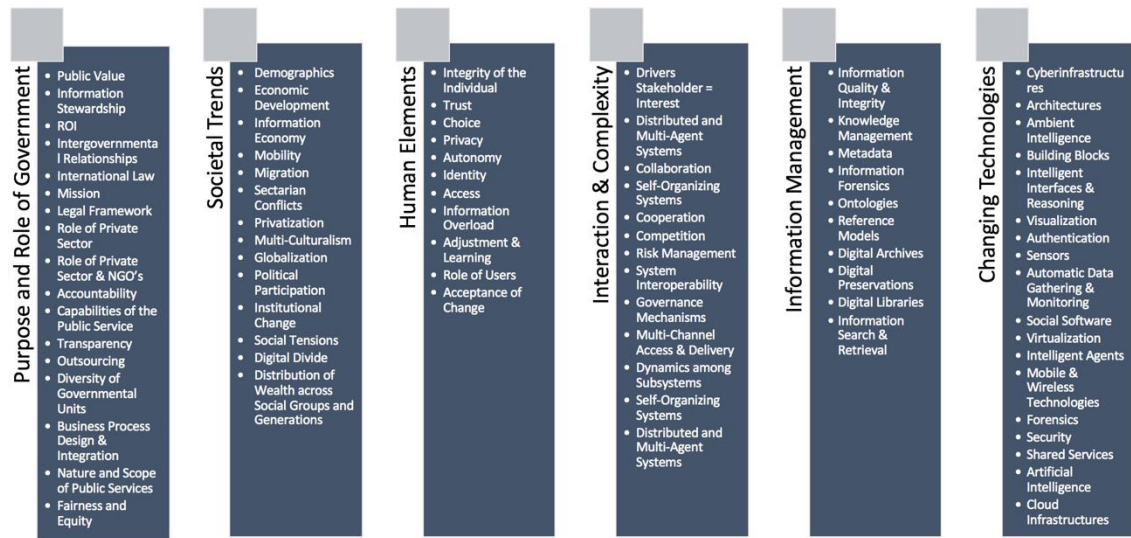 Purpose and Role of Government
• Public Value
• Information
Stewardship
• ROI
• Intergovernmenta
l Relationships
• International Law
• Mission
• Legal Framework
• Role of Private
Sector
• Role of Private
Sector & NGO's
• Accountability
• Capabilities of the
Public Service
• Transparency
• Outsourcing
• Diversity of
Governmental
Units
• Business Process
Design &
Integration
• Nature and Scope
of Public Services
• Fairness and
Equity
Societal Trends
• Demographics
• Economic
Development
• Information
Economy
• Mobility
• Migration
• Sectarian
Conflicts
• Privatization
• Multi-Culturalism
• Globalization
• Political
Participation
• Institutional
Change
• Social Tensions
• Digital Divide
• Distribution of
Wealth across
Social Groups and
Generations
Human Elements
• Integrity of the
Individual
• Trust
• Choice
• Privacy
• Autonomy
• Identity
• Access
• Information
Overload
• Adjustment &
Learning
• Role of Users
• Acceptance of
Change
Interaction & Complexity
• Drivers
Stakeholder =
Interest
• Distributed and
Multi-Agent
Systems
• Collaboration
• Self-Organizing
Systems
• Cooperation
• Competition
• Risk Management
• System
Interoperability
• Governance
Mechanisms
• Multi-Channel
Access & Delivery
• Dynamics among
Subsystems
• Self-Organizing
Systems
• Distributed and
Multi-Agent
Systems
Information Management
• Information
Quality &
Integrity
• Knowledge
Management
• Metadata
• Information
Forensics
• Ontologies
• Reference
Models
• Digital Archives
• Digital
Preservations
• Digital Libraries
• Information
Search &
Retrieval
Changing Technologies
• Cyberinfrastructu
res
• Architectures
• Ambient
Intelligence
• Building Blocks
• Intelligent
Interfaces &
Reasoning
• Visualization
• Authentication
• Sensors
• Automatic Data
Gathering &
Monitoring
• Social Software
• Virtualization
• Intelligent Agents
• Mobile &
Wireless
Technologies
• Forensics
• Security
• Shared Services
• Artificial
Intelligence
• Cloud
Infrastructures